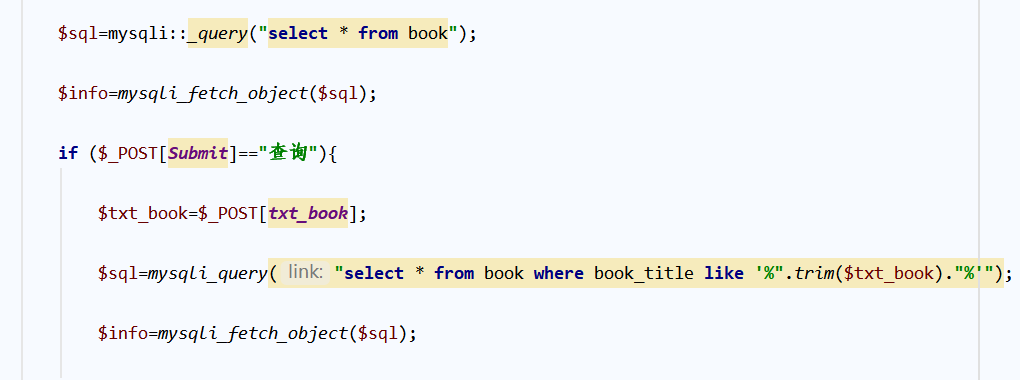 $sql=mysqli::_query("select * from book");
$info=mysqli_fetch_object($sql);
if ($_POST[Submit]=="查询"){
$txt_book=$_POST[txt_book];
$sql=mysqli_query( link: "select * from book where book_title like '%".trim($txt_book)."%'");
$info=mysqli_fetch_object($sql);